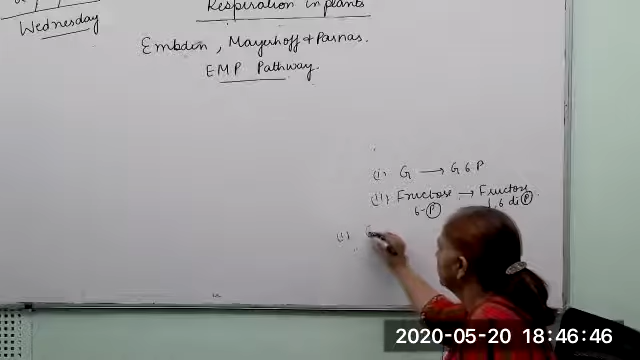 Wednesday
Respiration in plants
Embden, Mayerhoff & Parnas.
EMP Pathway.
(i) G → G 6 P
(ii) Fructose → Fructose
6-P 1,6 di P
(i) G
2020-05-20 18:46:46